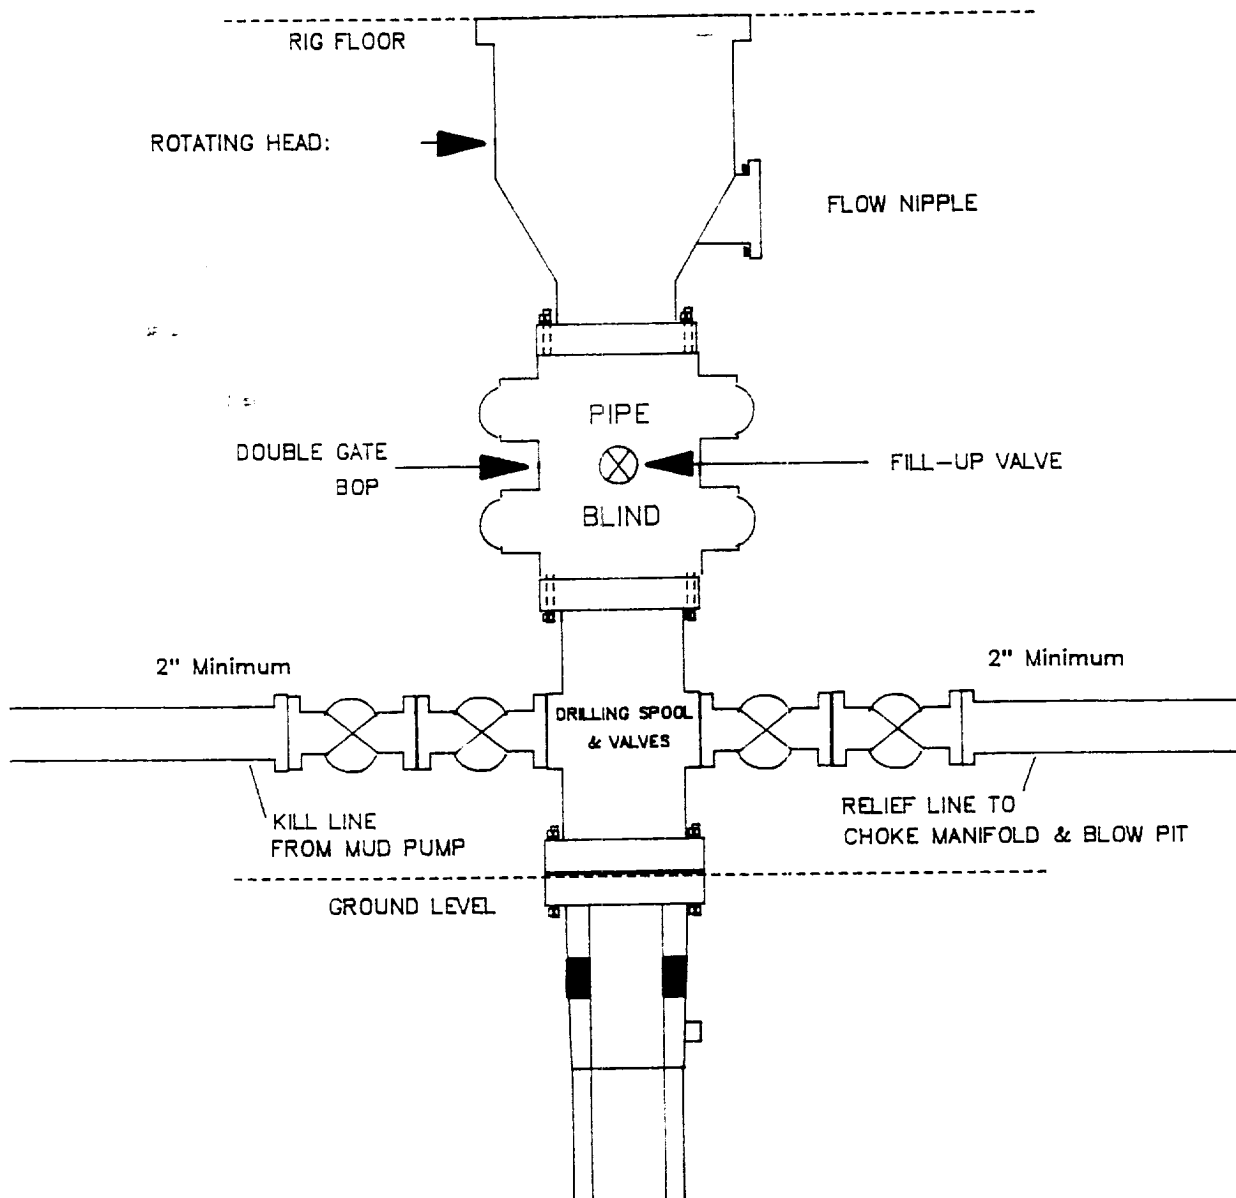 RIG FLOOR
ROTATING HEAD:
FLOW NIPPLE
PIPE
DOUBLE GATE
BOP
FILL-UP VALVE
BLIND
2" Minimum
2" Minimum
DRILLING SPOOL
& VALVES
KILL LINE
FROM MUD PUMP
RELIEF LINE TO
CHOKE MANIFOLD & BLOW PIT
GROUND LEVEL